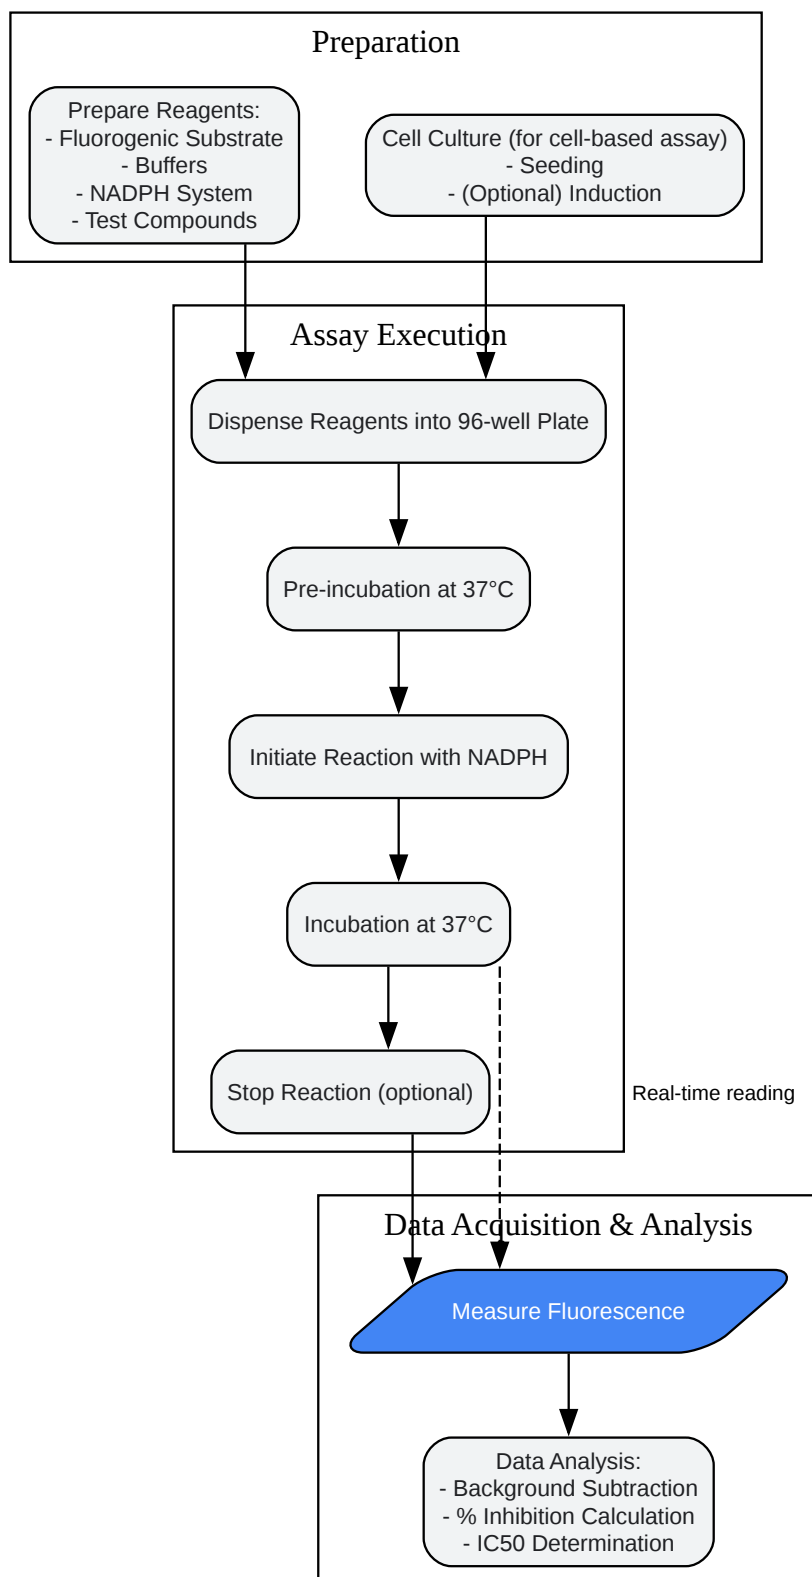 Preparation
Prepare Reagents:
- Fluorogenic Substrate
- Buffers
- NADPH System
- Test Compounds
Cell Culture (for cell-based assay)
- Seeding
- (Optional) Induction
Assay Execution
Dispense Reagents into 96-well Plate
Pre-incubation at 37°C
Initiate Reaction with NADPH
Incubation at 37°C
Stop Reaction (optional)
Real-time reading
Data Acquisition & Analysis
Measure Fluorescence
Data Analysis:
- Background Subtraction
- % Inhibition Calculation
- IC50 Determination